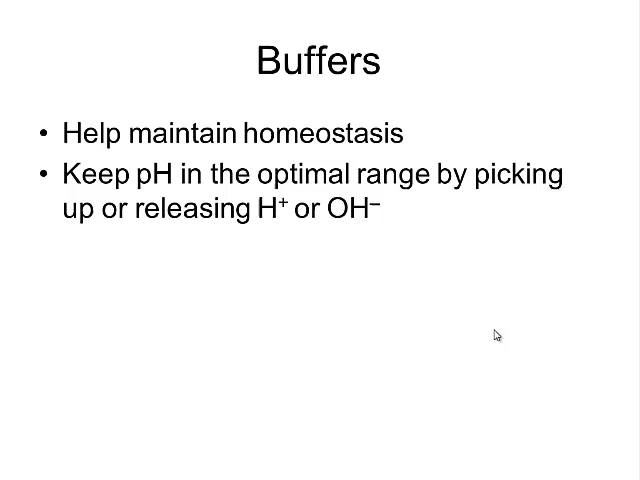 Buffers
• Help maintain homeostasis
• Keep pH in the optimal range by picking
up or releasing H⁺ or OH⁻